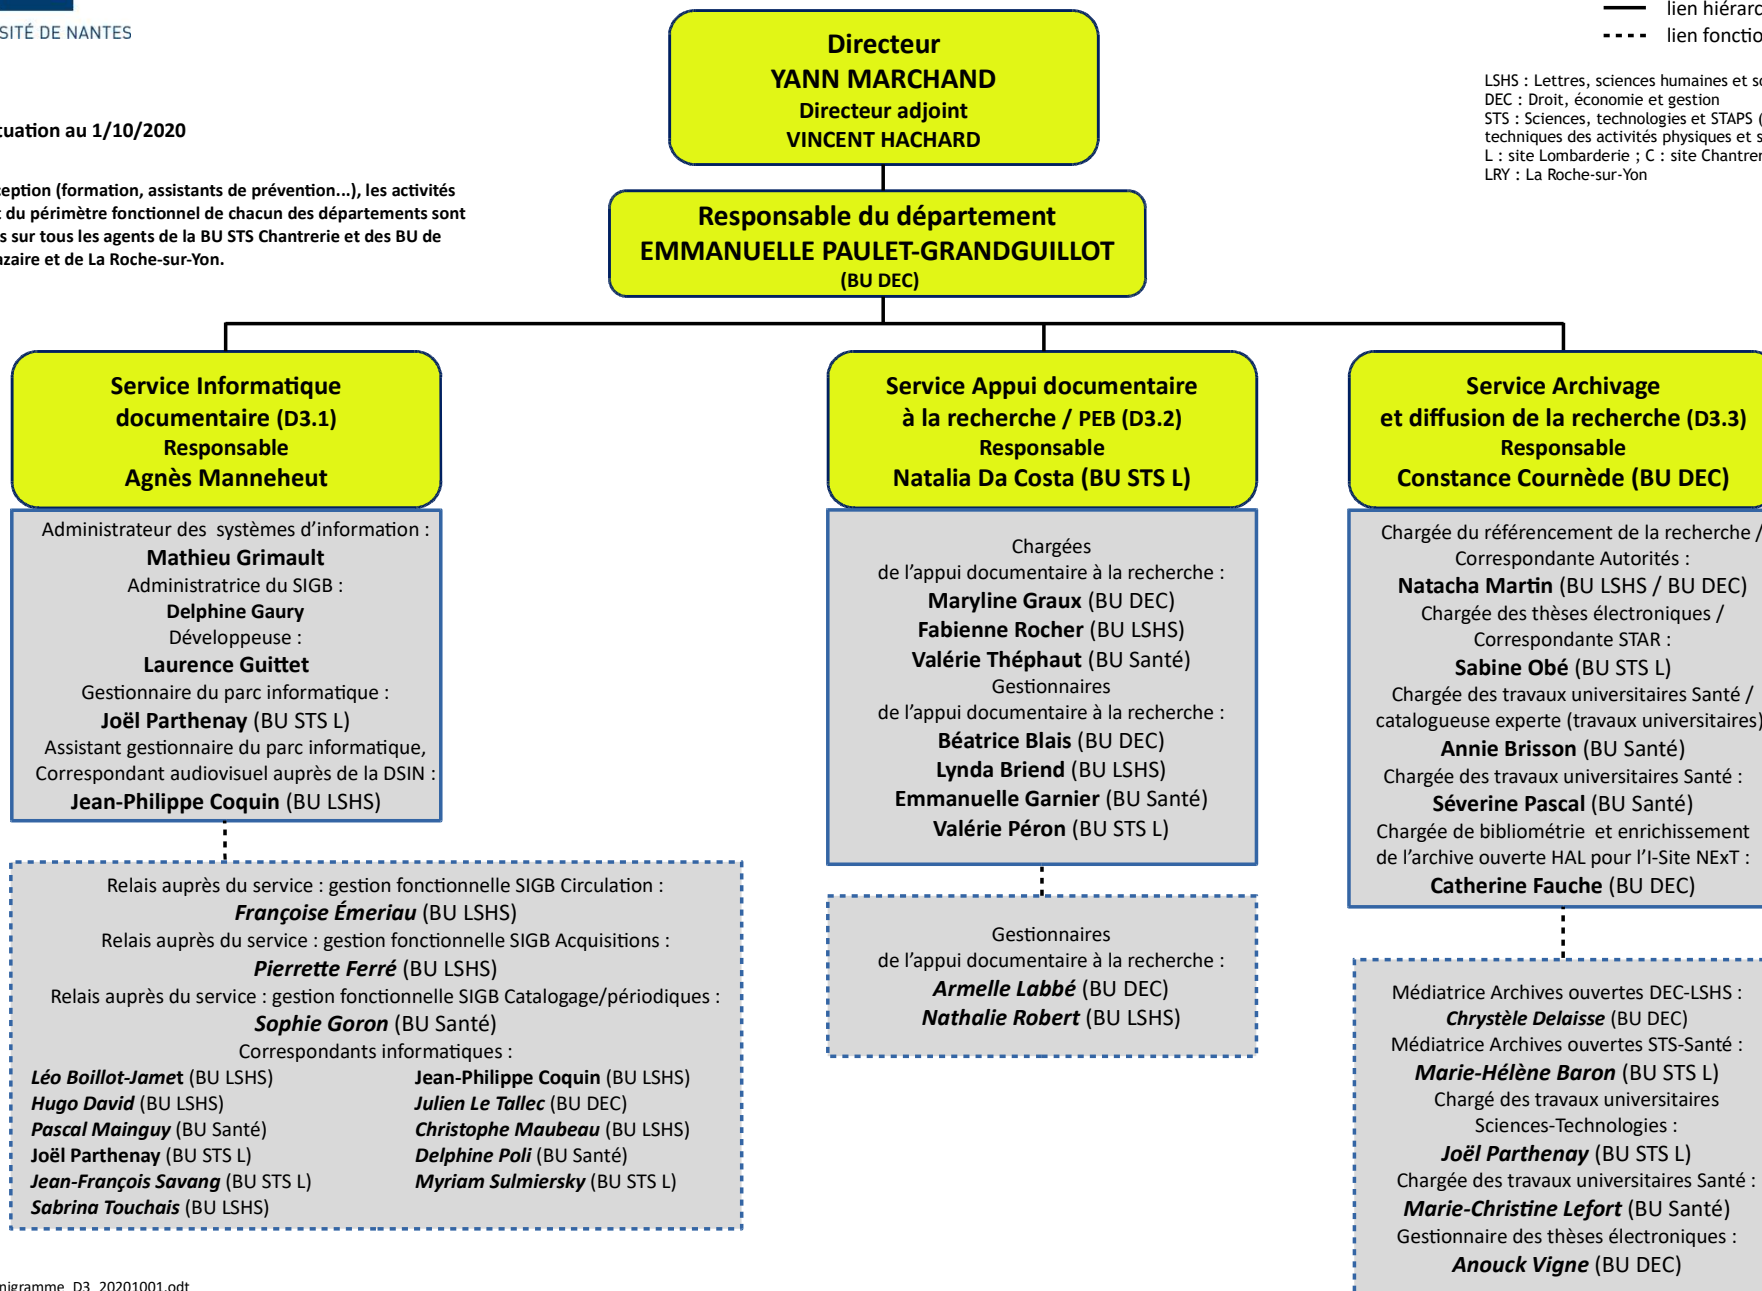 SITÉ DE NANTES
tuation au 1/10/2020
ception (formation, assistants de prévention...), les activités
t du périmètre fonctionnel de chacun des départements sont
s sur tous les agents de la BU STS Chantrerie et des BU de
azaire et de La Roche-sur-Yon.
Directeur
YANN MARCHAND
Directeur adjoint
VINCENT HACHARD
lien hiérarc
lien fonctio
LSHS : Lettres, sciences humaines et so
DEC : Droit, économie et gestion
STS : Sciences, technologies et STAPS (
techniques des activités physiques et s
L : site Lombarderie ; C : site Chantrer
LRY : La Roche-sur-Yon
Responsable du département
EMMANUELLE PAULET-GRANDGUILLOT
(BU DEC)
Service Informatique
documentaire (D3.1)
Responsable
Agnès Manneheut
Administrateur des systèmes d'information :
Mathieu Grimault
Administratrice du SIGB :
Delphine Gaury
Développeuse :
Laurence Guittet
Gestionnaire du parc informatique :
Joël Parthenay (BU STS L)
Assistant gestionnaire du parc informatique,
Correspondant audiovisuel auprès de la DSIN :
Jean-Philippe Coquin (BU LSHS)
Relais auprès du service : gestion fonctionnelle SIGB Circulation :
Françoise Émeriau (BU LSHS)
Relais auprès du service : gestion fonctionnelle SIGB Acquisitions :
Pierrette Ferré (BU LSHS)
Relais auprès du service : gestion fonctionnelle SIGB Catalogage/périodiques :
Sophie Goron (BU Santé)
Correspondants informatiques :
Léo Boillot-Jamet (BU LSHS)
Hugo David (BU LSHS)
Pascal Mainguy (BU Santé)
Joël Parthenay (BU STS L)
Jean-François Savang (BU STS L)
Sabrina Touchais (BU LSHS)
Jean-Philippe Coquin (BU LSHS)
Julien Le Tallec (BU DEC)
Christophe Maubeau (BU LSHS)
Delphine Poli (BU Santé)
Myriam Sulmiersky (BU STS L)
Service Appui documentaire
à la recherche / PEB (D3.2)
Responsable
Natalia Da Costa (BU STS L)
Chargées
de l'appui documentaire à la recherche :
Maryline Graux (BU DEC)
Fabienne Rocher (BU LSHS)
Valérie Théphaut (BU Santé)
Gestionnaires
de l'appui documentaire à la recherche :
Béatrice Blais (BU DEC)
Lynda Briend (BU LSHS)
Emmanuelle Garnier (BU Santé)
Valérie Péron (BU STS L)
Gestionnaires
de l'appui documentaire à la recherche :
Armelle Labbé (BU DEC)
Nathalie Robert (BU LSHS)
Service Archivage
et diffusion de la recherche (D3.3)
Responsable
Constance Cournède (BU DEC)
Chargée du référencement de la recherche /
Correspondante Autorités :
Natacha Martin (BU LSHS / BU DEC)
Chargée des thèses électroniques /
Correspondante STAR :
Sabine Obé (BU STS L)
Chargée des travaux universitaires Santé /
catalogueuse experte (travaux universitaires)
Annie Brisson (BU Santé)
Chargée des travaux universitaires Santé :
Séverine Pascal (BU Santé)
Chargée de bibliométrie et enrichissement
de l'archive ouverte HAL pour l'I-Site NExT :
Catherine Fauche (BU DEC)
Médiatrice Archives ouvertes DEC-LSHS :
Chrystèle Delaisse (BU DEC)
Médiatrice Archives ouvertes STS-Santé :
Marie-Hélène Baron (BU STS L)
Chargé des travaux universitaires
Sciences-Technologies :
Joël Parthenay (BU STS L)
Chargée des travaux universitaires Santé :
Marie-Christine Lefort (BU Santé)
Gestionnaire des thèses électroniques :
Anouck Vigne (BU DEC)
nigramme_D3_20201001.odt